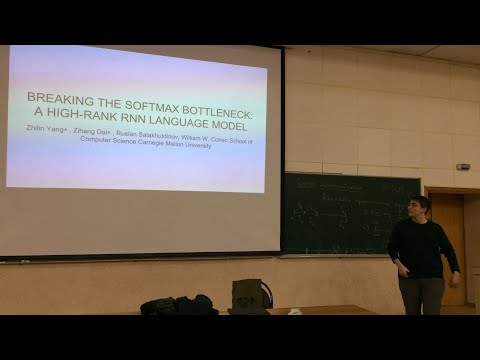 BREAKING THE SOFTMAX BOTTLENECK:
A HIGH-RANK RNN LANGUAGE MODEL
Zhilin Yang∗ , Zihang Dai∗ , Ruslan Salakhutdinov, William W. Cohen School of
Computer Science Carnegie Mellon University